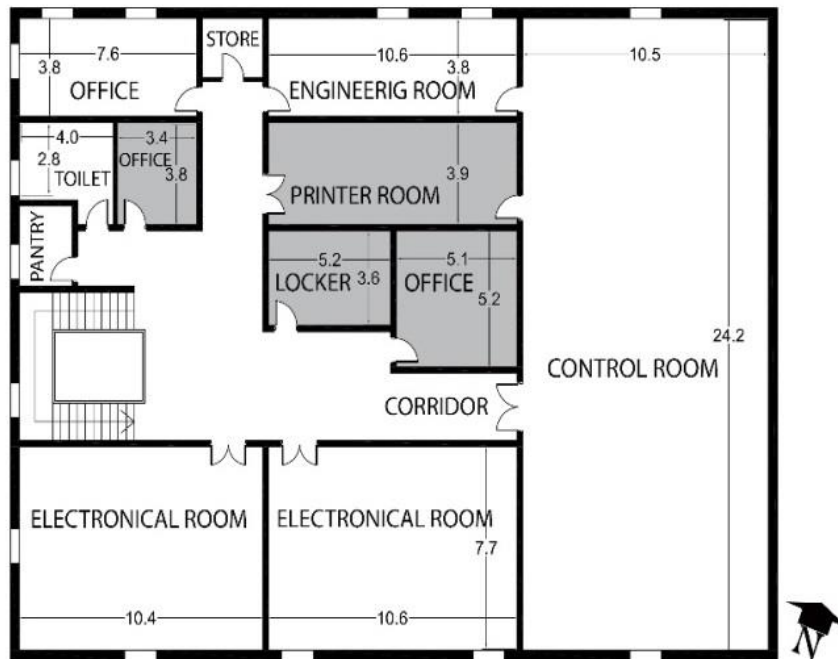 STORE
7.6
10.6
10.5
3.8
OFFICE
3.8
ENGINEERIG ROOM
4.0
3.4
2.8
OFFICE
3.8
TOILET
3.9
PRINTER ROOM
PANTRY
5.2
5.1
LOCKER
3.6
OFFICE
5.2
24.2
CONTROL ROOM
CORRIDOR
ELECTRONICAL ROOM
ELECTRONICAL ROOM
7.7
10.4
10.6
N